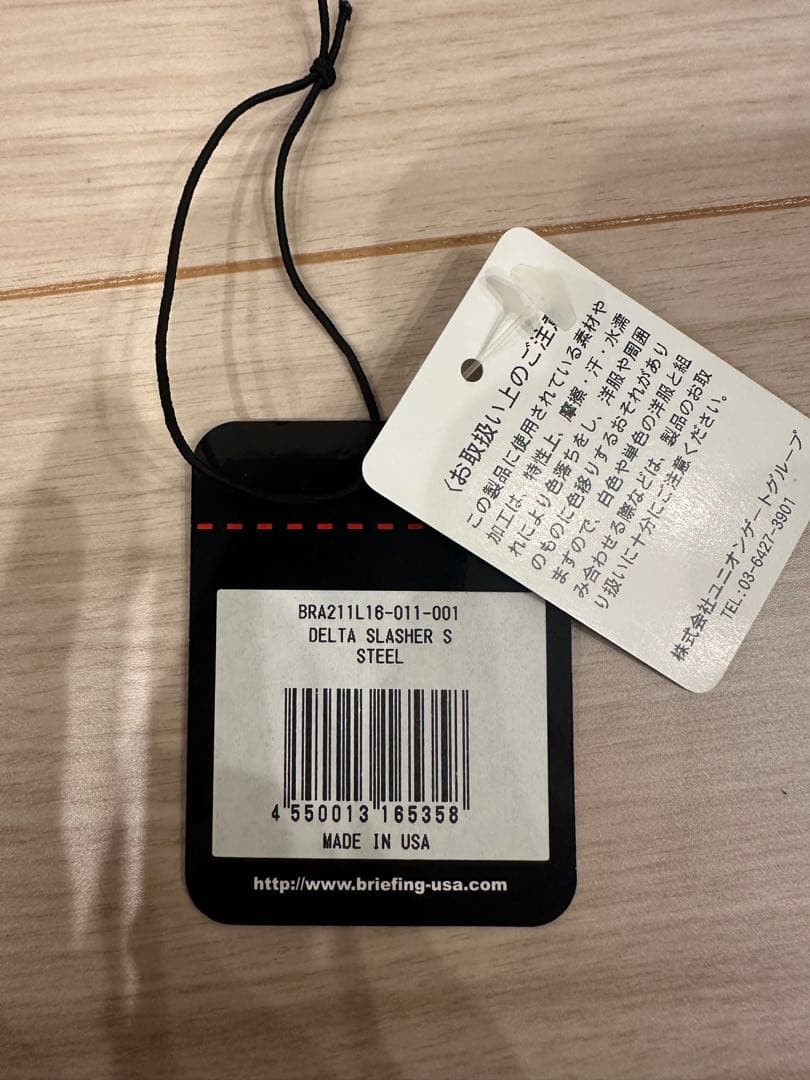 〈お取扱い上のご注
この製品に使用されている素材や
加工は、特性上、摩擦・汗・水濡
れにより色落ちをし、洋服や周囲
のものに色移りするおそれがあり
ますので、白色や単色の洋服と組
み合わせる際などは、製品のお取
り扱いに十分にご注意ください。
株式会社ユニオンゲートグループ
TEL:03-6427-3901
BRA211L16-011-001
DELTA SLASHER S
STEEL
4 550013 165358
MADE IN USA
http://www.briefing-usa.com